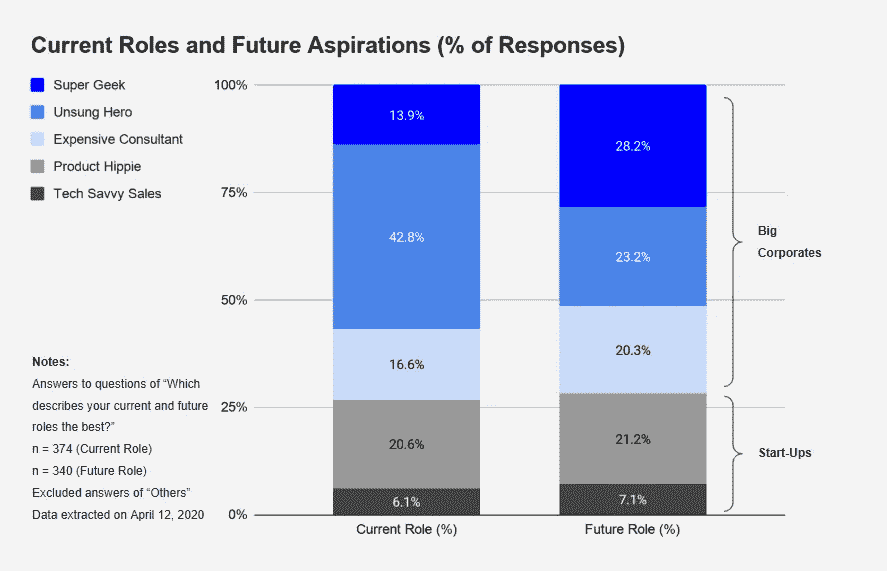 Current Roles and Future Aspirations (% of Responses)
Super Geek
Unsung Hero
Expensive Consultant
Product Hippie
Tech Savvy Sales
100%
75%
50%
25%
0%
13.9%
42.8%
16.6%
20.6%
6.1%
28.2%
23.2%
20.3%
21.2%
7.1%
Big
Corporates
Start-Ups
Current Role (%)
Future Role (%)
Notes:
Answers to questions of “Which
describes your current and future
roles the best?”
n = 374 (Current Role)
n = 340 (Future Role)
Excluded answers of “Others”
Data extracted on April 12, 2020